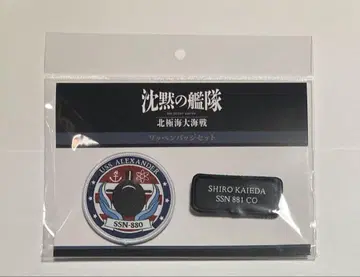 沈黙の艦隊
北極海大海戦
ワッペンバッジセット
USS ALEXANDER
SSN-880
SHIRO KAIEDA
SSN 881 CO